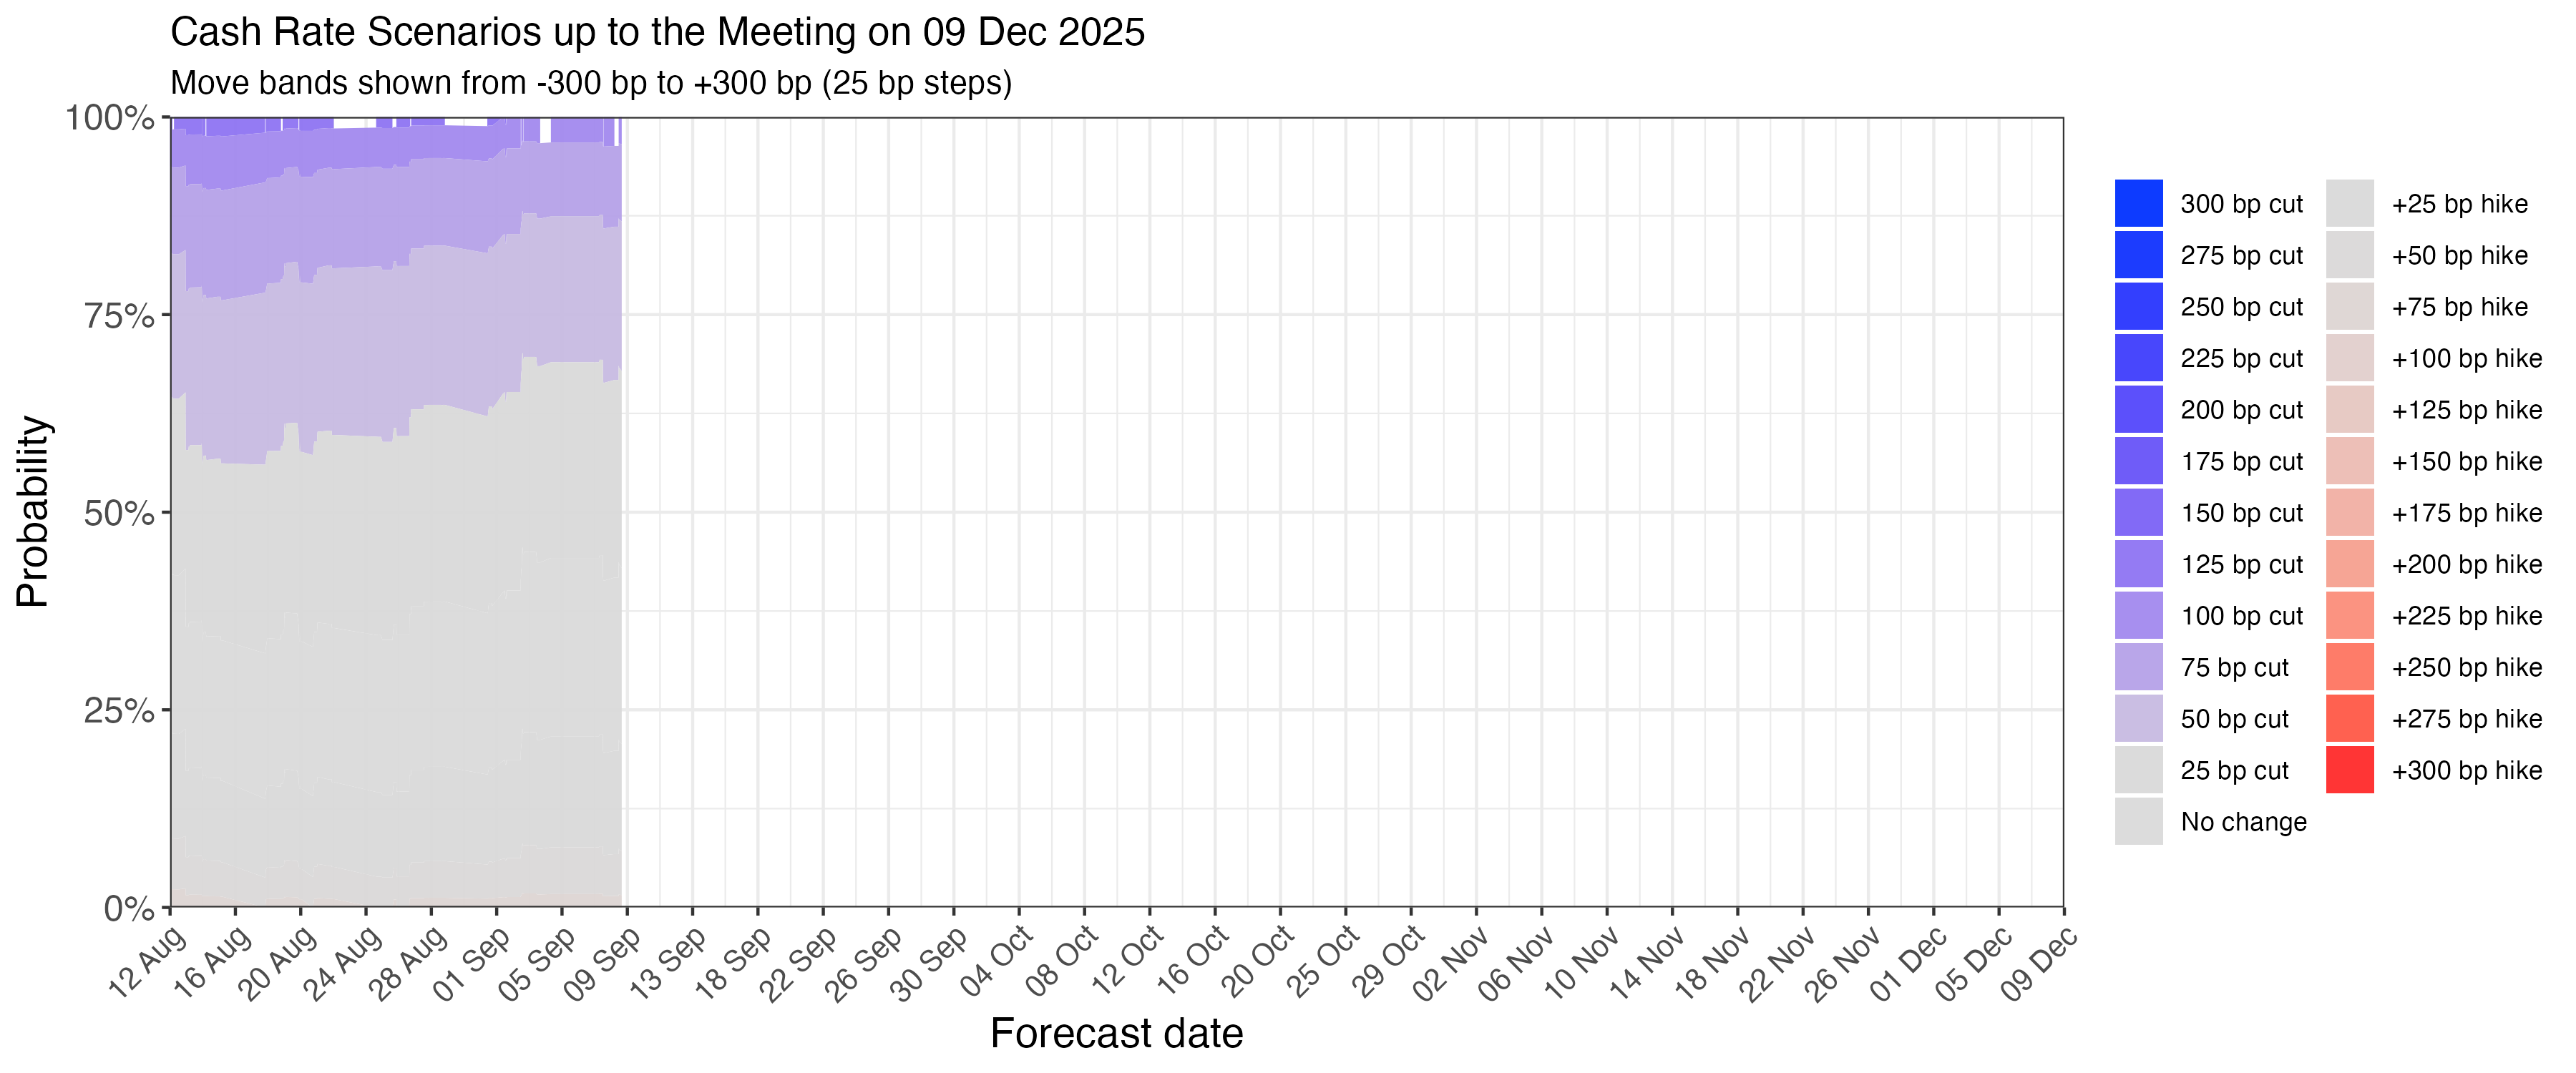 Cash Rate Scenarios up to the Meeting on 09 Dec 2025
Move bands shown from -300 bp to +300 bp (25 bp steps)
Probability
100%
75%
50%
25%
0%
12 Aug
16 Aug
20 Aug
24 Aug
28 Aug
01 Sep
05 Sep
09 Sep
13 Sep
18 Sep
22 Sep
26 Sep
30 Sep
04 Oct
08 Oct
12 Oct
16 Oct
20 Oct
25 Oct
29 Oct
02 Nov
06 Nov
10 Nov
14 Nov
18 Nov
22 Nov
26 Nov
01 Dec
05 Dec
09 Dec
Forecast date
300 bp cut
275 bp cut
250 bp cut
225 bp cut
200 bp cut
175 bp cut
150 bp cut
125 bp cut
100 bp cut
75 bp cut
50 bp cut
25 bp cut
No change
+25 bp hike
+50 bp hike
+75 bp hike
+100 bp hike
+125 bp hike
+150 bp hike
+175 bp hike
+200 bp hike
+225 bp hike
+250 bp hike
+275 bp hike
+300 bp hike